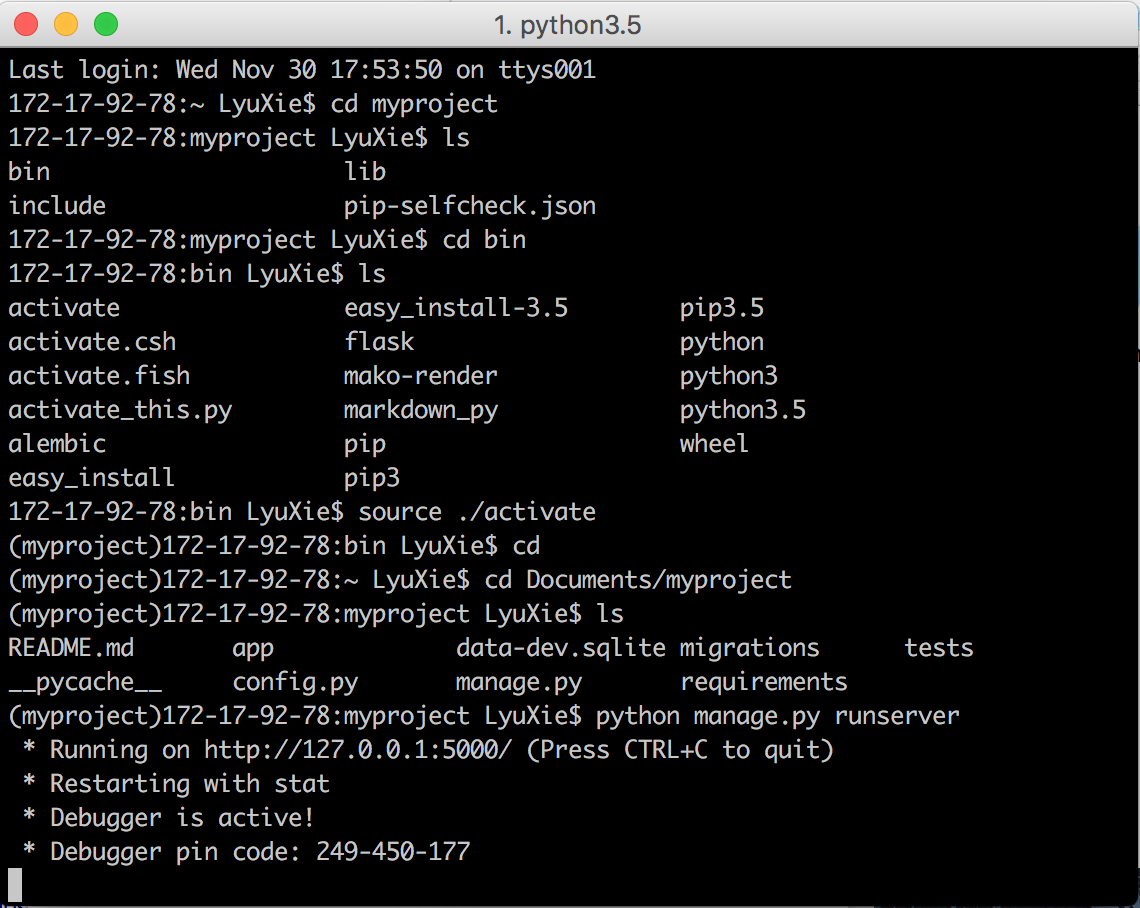 1. python3.5
Last login: Wed Nov 30 17:53:50 on ttys001
172-17-92-78:~ LyuXie$ cd myproject
172-17-92-78:myproject LyuXie$ ls
bin                     lib
include                 pip-selfcheck.json
172-17-92-78:myproject LyuXie$ cd bin
172-17-92-78:bin LyuXie$ ls
activate                easy_install-3.5        pip3.5
activate.csh            flask                   python
activate.fish           mako-render             python3
activate_this.py        markdown_py             python3.5
alembic                 pip                     wheel
easy_install            pip3
172-17-92-78:bin LyuXie$ source ./activate
(myproject)172-17-92-78:bin LyuXie$ cd
(myproject)172-17-92-78:~ LyuXie$ cd Documents/myproject
(myproject)172-17-92-78:myproject LyuXie$ ls
README.md       app             data-dev.sqlite migrations      tests
__pycache__     config.py       manage.py       requirements
(myproject)172-17-92-78:myproject LyuXie$ python manage.py runserver
 * Running on http://127.0.0.1:5000/ (Press CTRL+C to quit)
 * Restarting with stat
 * Debugger is active!
 * Debugger pin code: 249-450-177